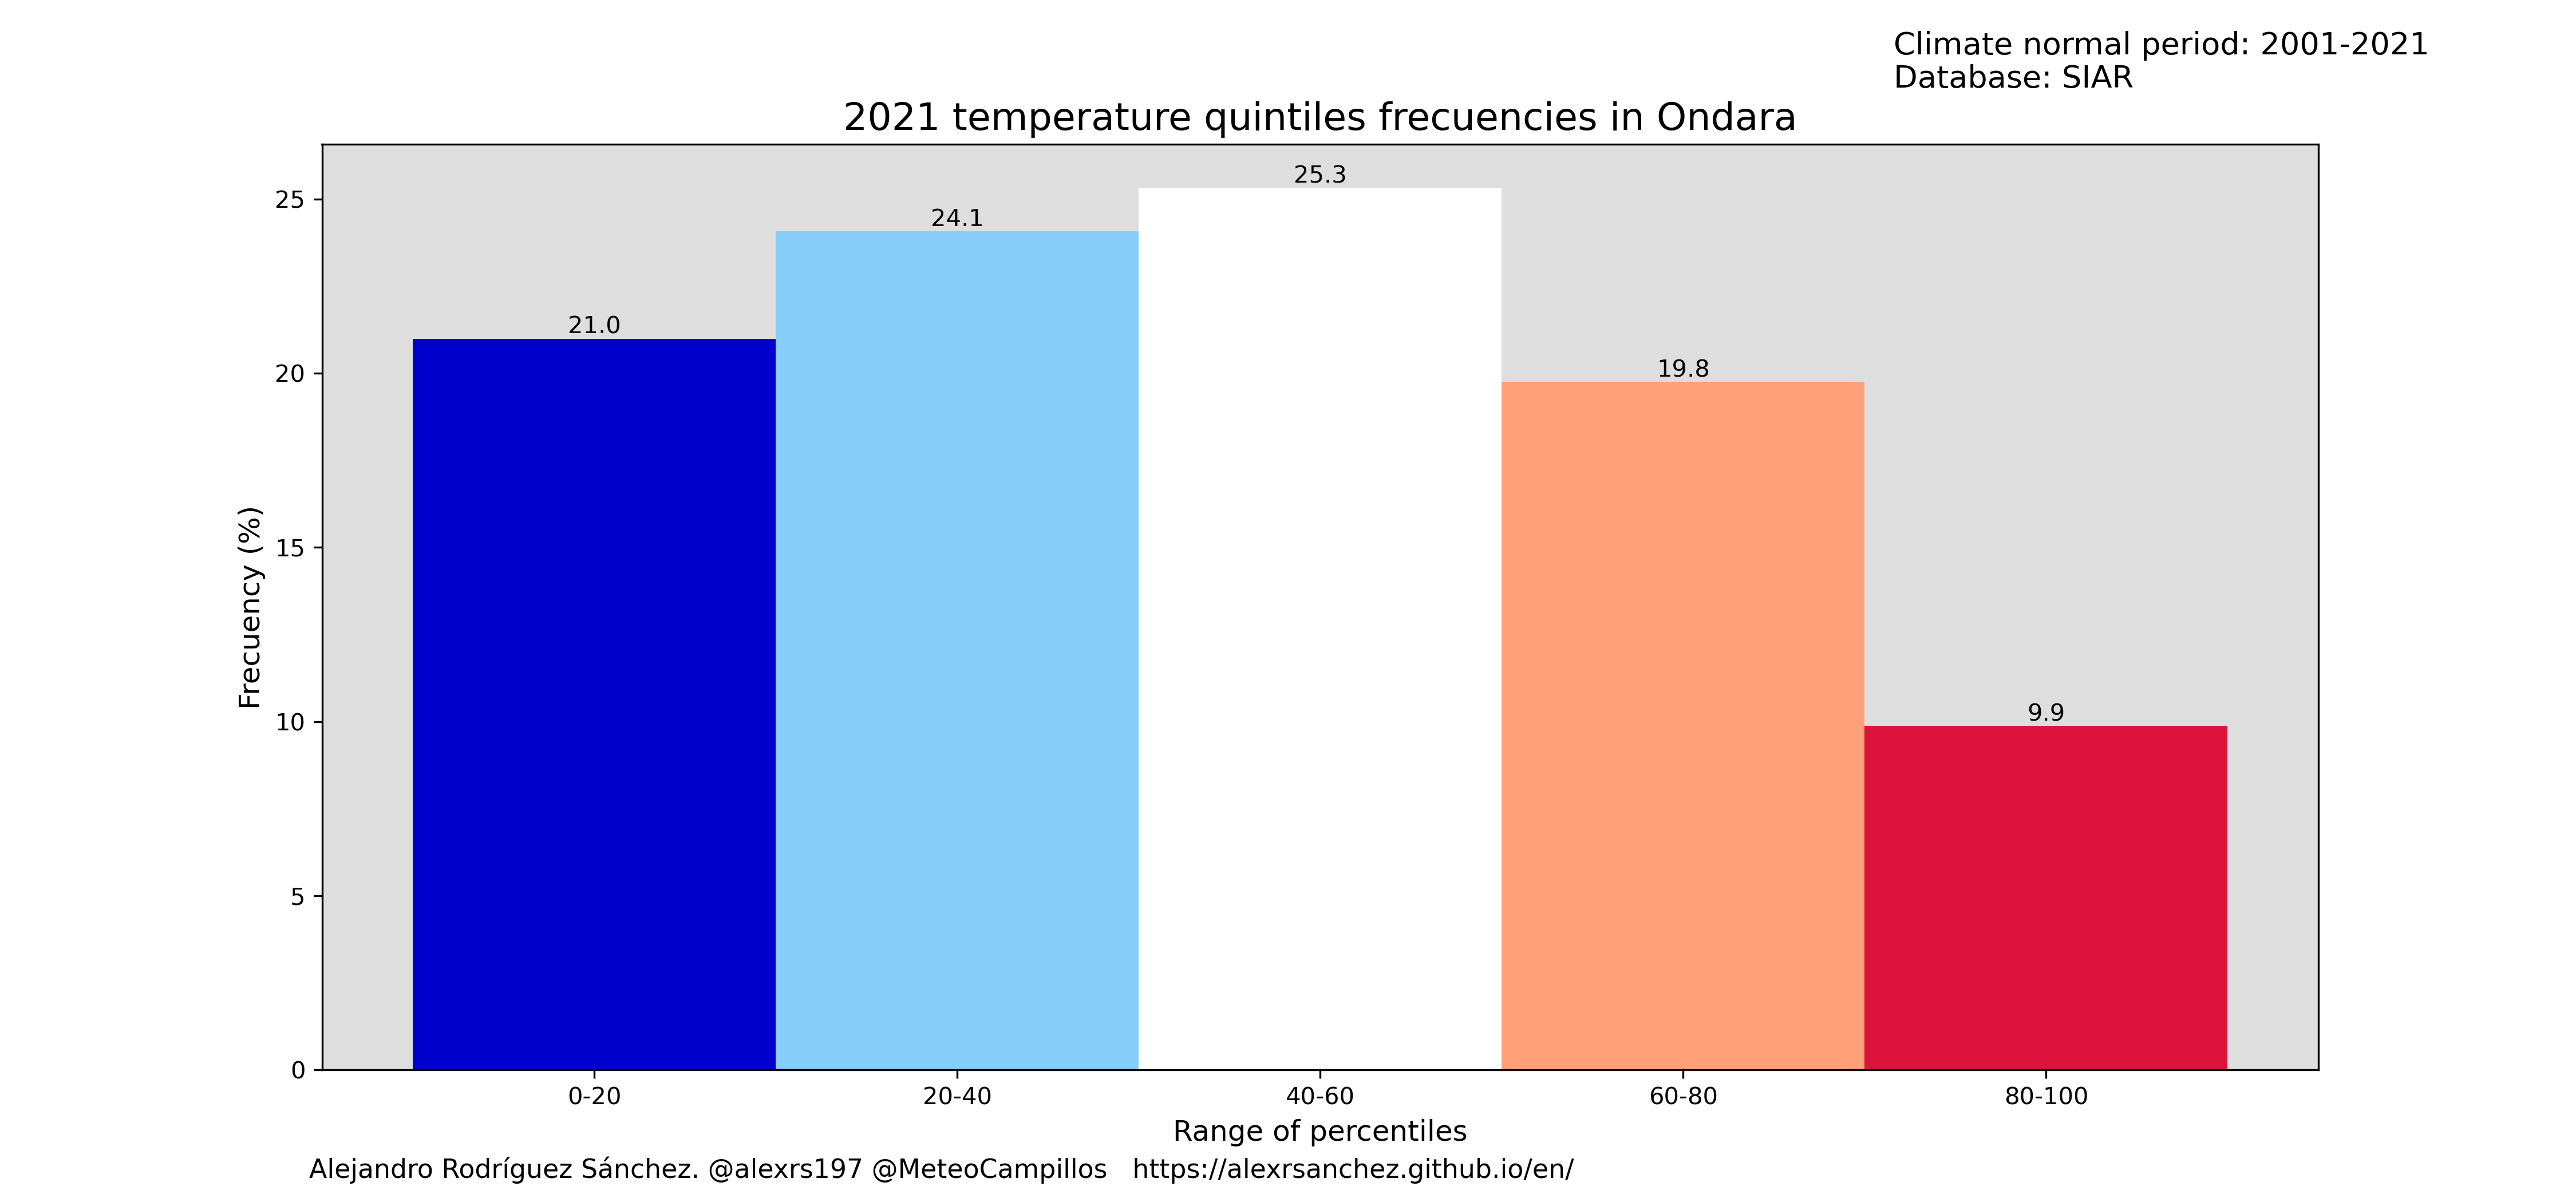 Climate normal period: 2001-2021
Database: SIAR
2021 temperature quintiles frecuencies in Ondara
25.3
24.1
21.0
19.8
9.9
25
20
15
10
5
0
Frecuency (%)
0-20 20-40 40-60 60-80 80-100
Range of percentiles
Alejandro Rodríguez Sánchez. @alexrs197 @MeteoCampillos https://alexrsanchez.github.io/en/